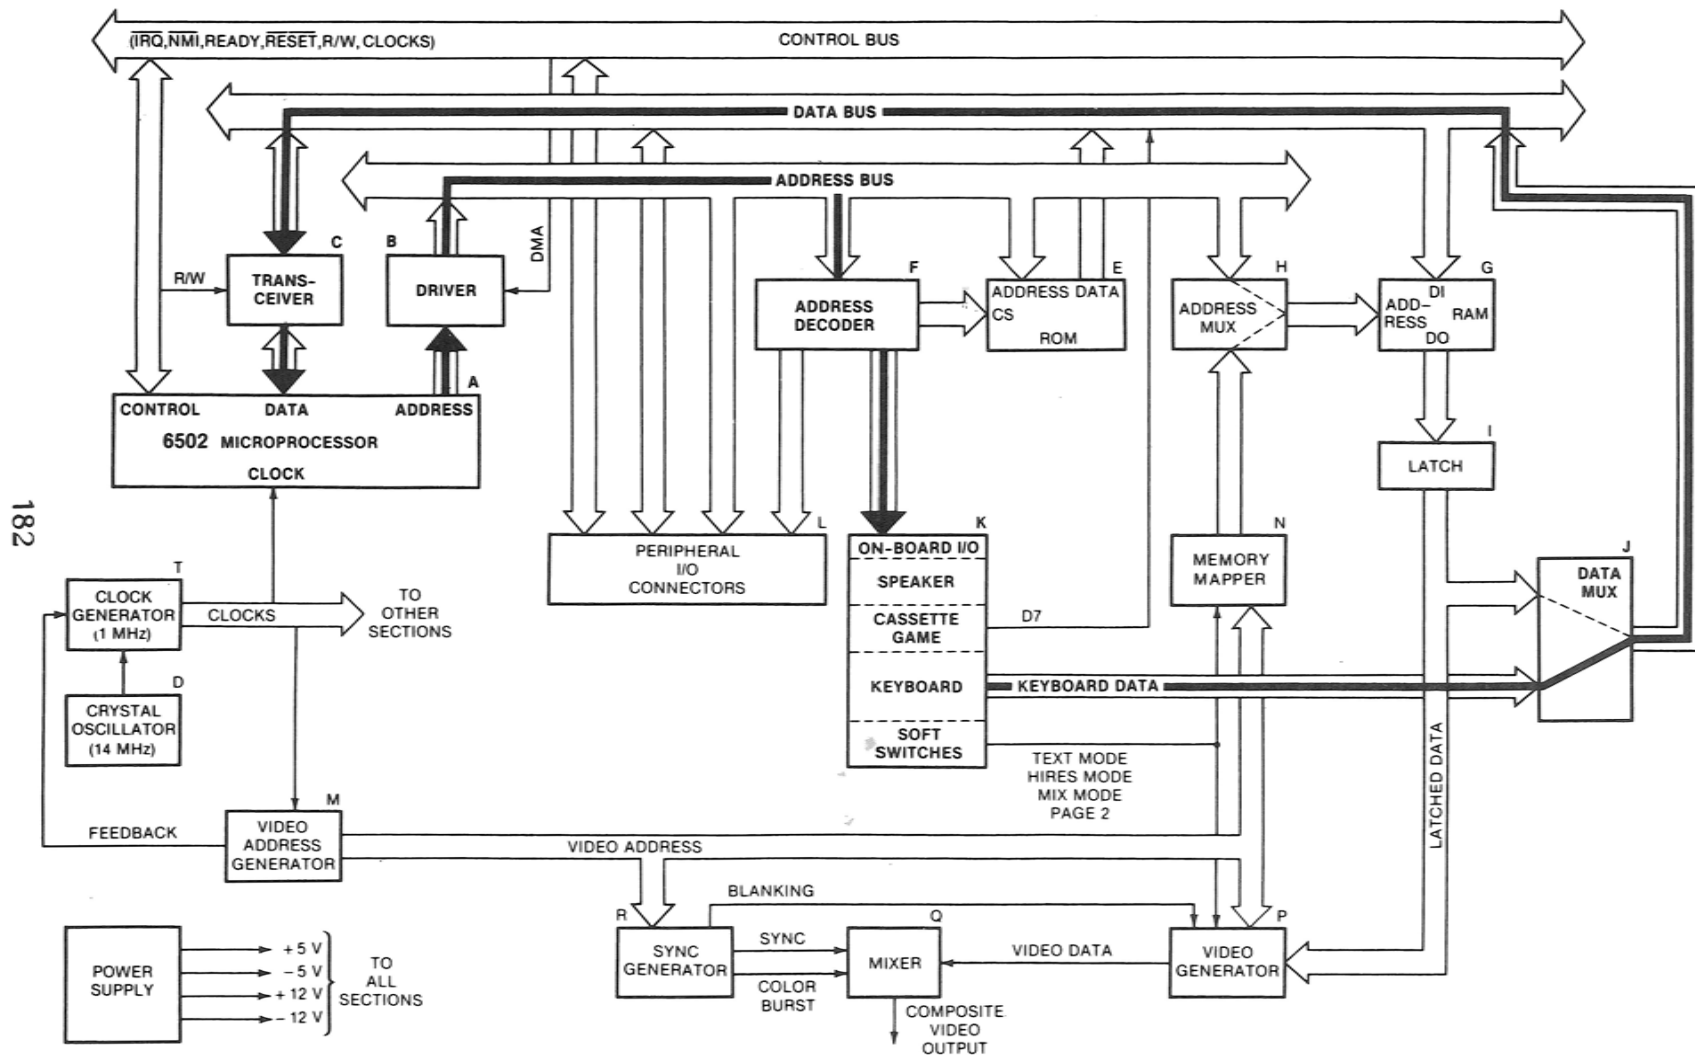 (IRQ,NMI,READY,RESET,R/W,CLOCKS)
CONTROL BUS
DATA BUS
ADDRESS BUS
C
B
DMA
R/W
TRANS-
CEIVER
DRIVER
F
ADDRESS
DECODER
E
ADDRESS DATA
CS
ROM
H
ADDRESS
MUX
G
DI
ADD-
RESS
RAM
DO
A
CONTROL
DATA
ADDRESS
6502 MICROPROCESSOR
CLOCK
I
LATCH
182
L
PERIPHERAL
I/O
CONNECTORS
K
ON-BOARD I/O
SPEAKER
CASSETTE
GAME
KEYBOARD
SOFT
SWITCHES
D7
KEYBOARD DATA
TEXT MODE
HIRES MODE
MIX MODE
PAGE 2
N
MEMORY
MAPPER
J
DATA
MUX
LATCHED DATA
T
CLOCK
GENERATOR
(1 MHz)
CLOCKS
TO
OTHER
SECTIONS
D
CRYSTAL
OSCILLATOR
(14 MHz)
FEEDBACK
M
VIDEO
ADDRESS
GENERATOR
VIDEO ADDRESS
BLANKING
R
SYNC
GENERATOR
SYNC
COLOR
BURST
Q
MIXER
VIDEO DATA
P
VIDEO
GENERATOR
COMPOSITE
VIDEO
OUTPUT
POWER
SUPPLY
+5 V
-5 V
+12 V
-12 V
TO
ALL
SECTIONS